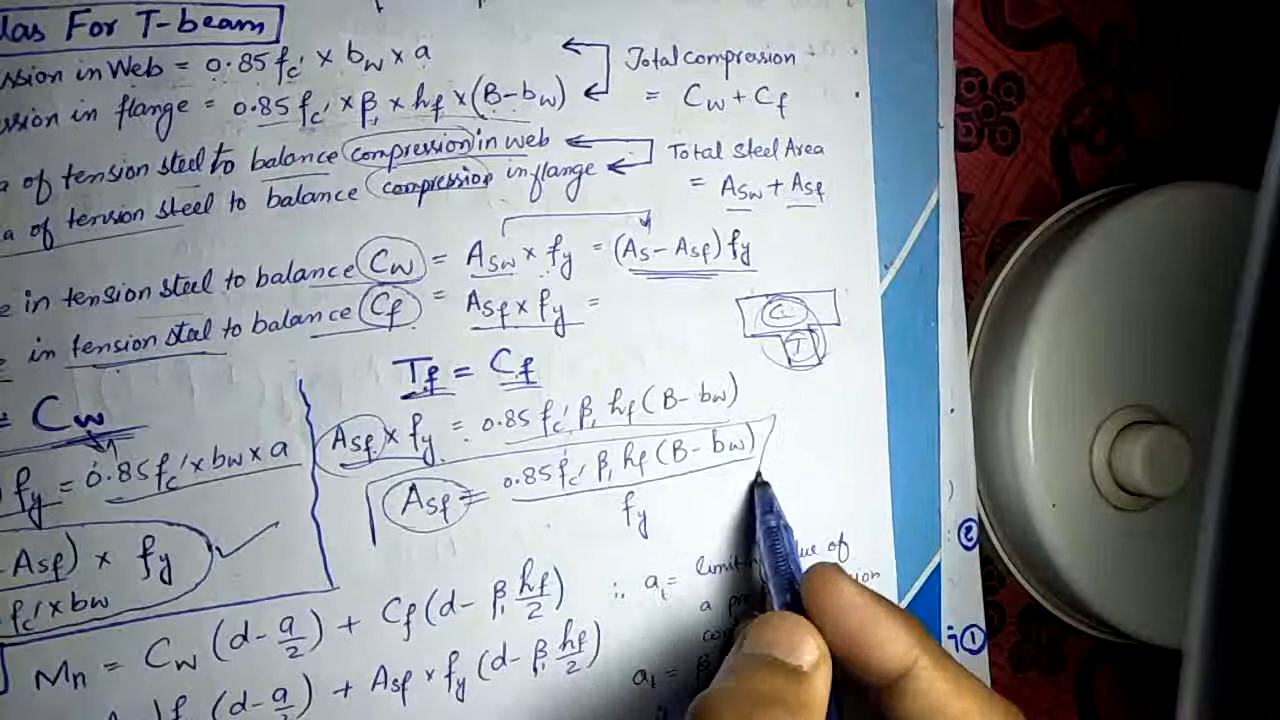 las For T-beam
ssion in Web = 0.85 fc' × bw × a
ssion in flange = 0.85 fc' × β1 × hf × (B-bw)
Total compression
= Cw + Cf
a of tension steel to balance compression in web
a of tension steel to balance compression in flange
Total Steel Area
= Asw + Asf
e in tension steel to balance Cw = Asw × fy = (As - Asf) fy
e in tension steel to balance Cf = Asf × fy =
C
T
Tf = Cf
Asf × fy = 0.85 fc' β1 hf (B - bw)
Asf = 0.85 fc' β1 hf (B - bw)
fy
= Cw
fy = 0.85 fc' × bw × a
- Asf) × fy
fc' × bw
Mn = Cw (d - a/2) + Cf (d - β1 hf/2)
fy (d - a/2) + Asf × fy (d - β1 hf/2)
∴ a1 = of
a
a1 = β1
)
②
;①